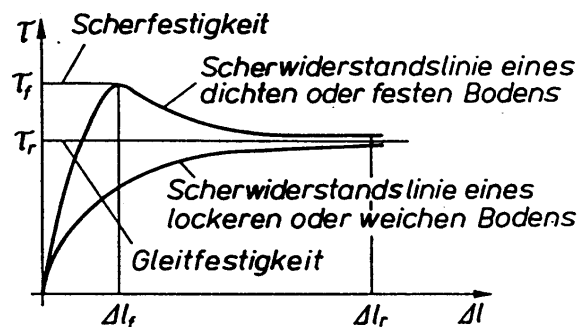 τ
Scherfestigkeit
τf
Scherwiderstandslinie eines
dichten oder festen Bodens
τr
Scherwiderstandslinie eines
lockeren oder weichen Bodens
Gleitfestigkeit
Δlf
Δlr
Δl